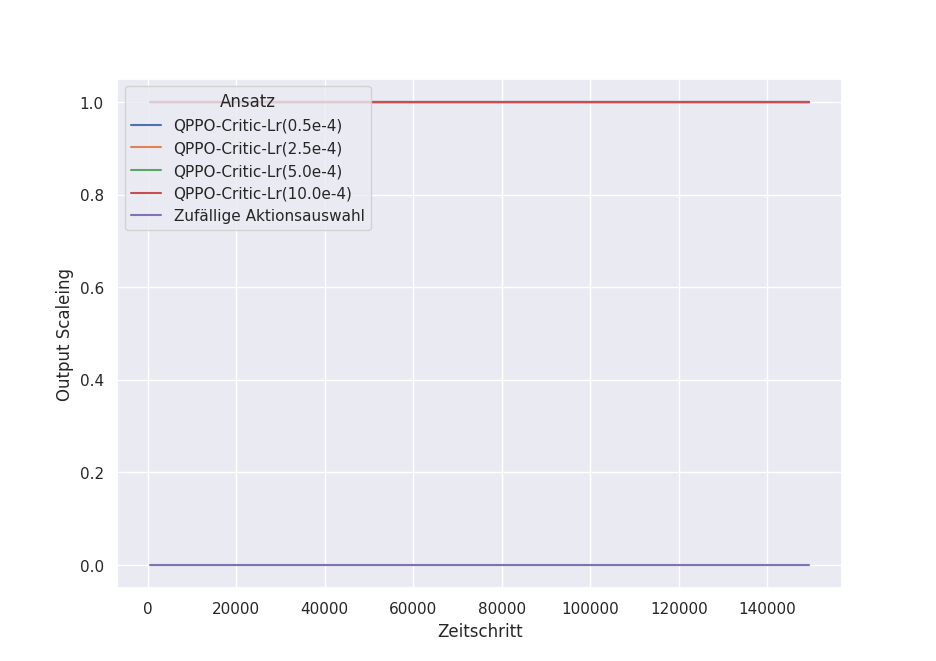 Ansatz
QPPO-Critic-Lr(0.5e-4)
QPPO-Critic-Lr(2.5e-4)
QPPO-Critic-Lr(5.0e-4)
QPPO-Critic-Lr(10.0e-4)
Zufällige Aktionsauswahl
Output Scaleing
1.0
0.8
0.6
0.4
0.2
0.0
0 20000 40000 60000 80000 100000 120000 140000
Zeitschritt